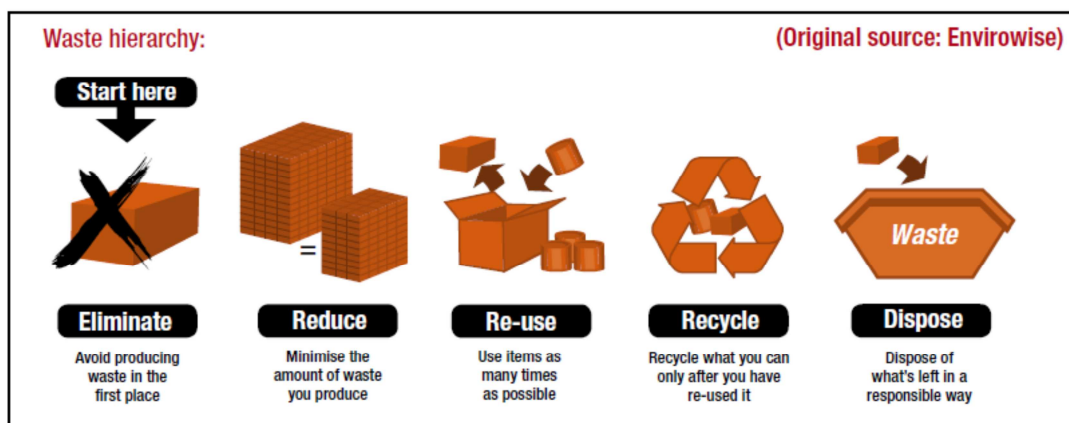 Waste hierarchy:
(Original source: Envirowise)
Start here
=
Waste
Eliminate
Avoid producing
waste in the
first place
Reduce
Minimise the
amount of waste
you produce
Re-use
Use items as
many times
as possible
Recycle
Recycle what you can
only after you have
re-used it
Dispose
Dispose of
what's left in a
responsible way